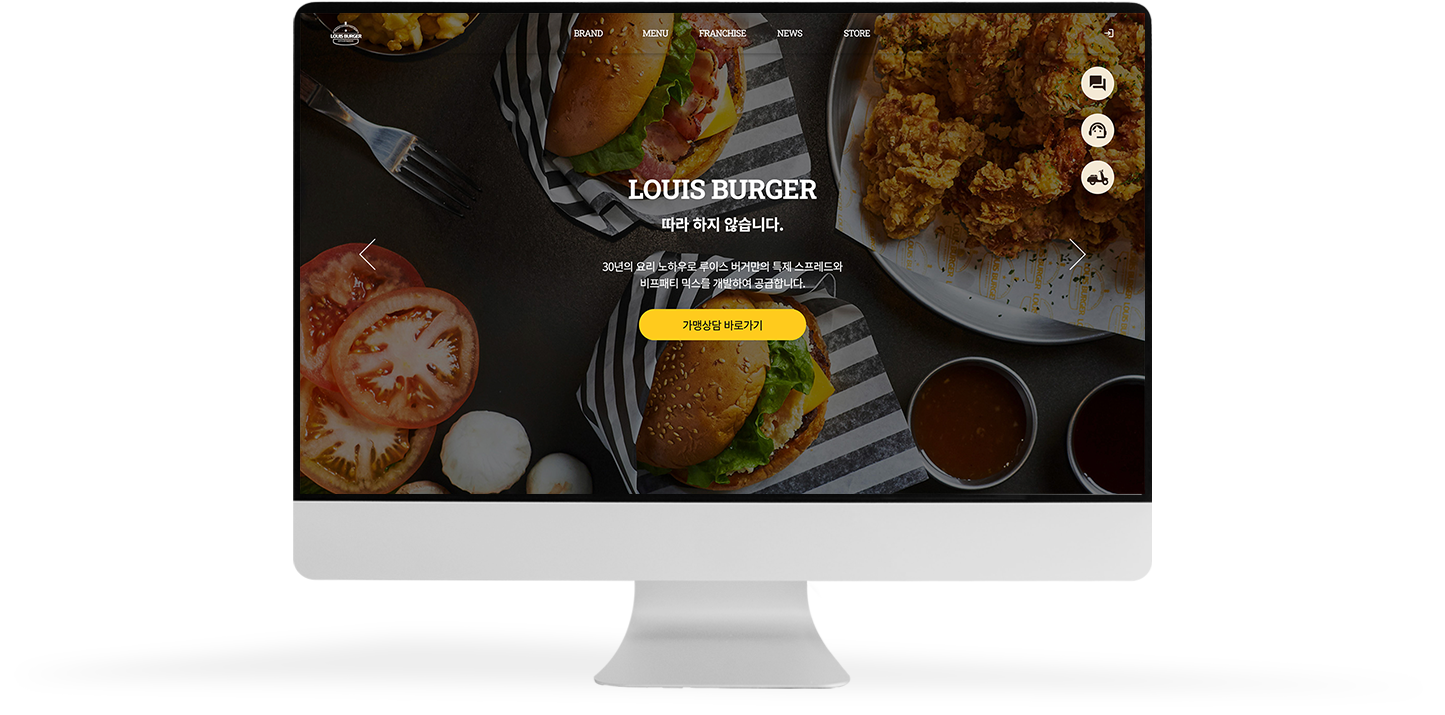 LOUIS BURGER
BRAND
MENU
FRANCHISE
NEWS
STORE
LOUIS BURGER
따라 하지 않습니다.
30년의 요리 노하우로 루이스 버거만의 특제 스프레드와
비프패티 믹스를 개발하여 공급합니다.
가맹상담 바로가기